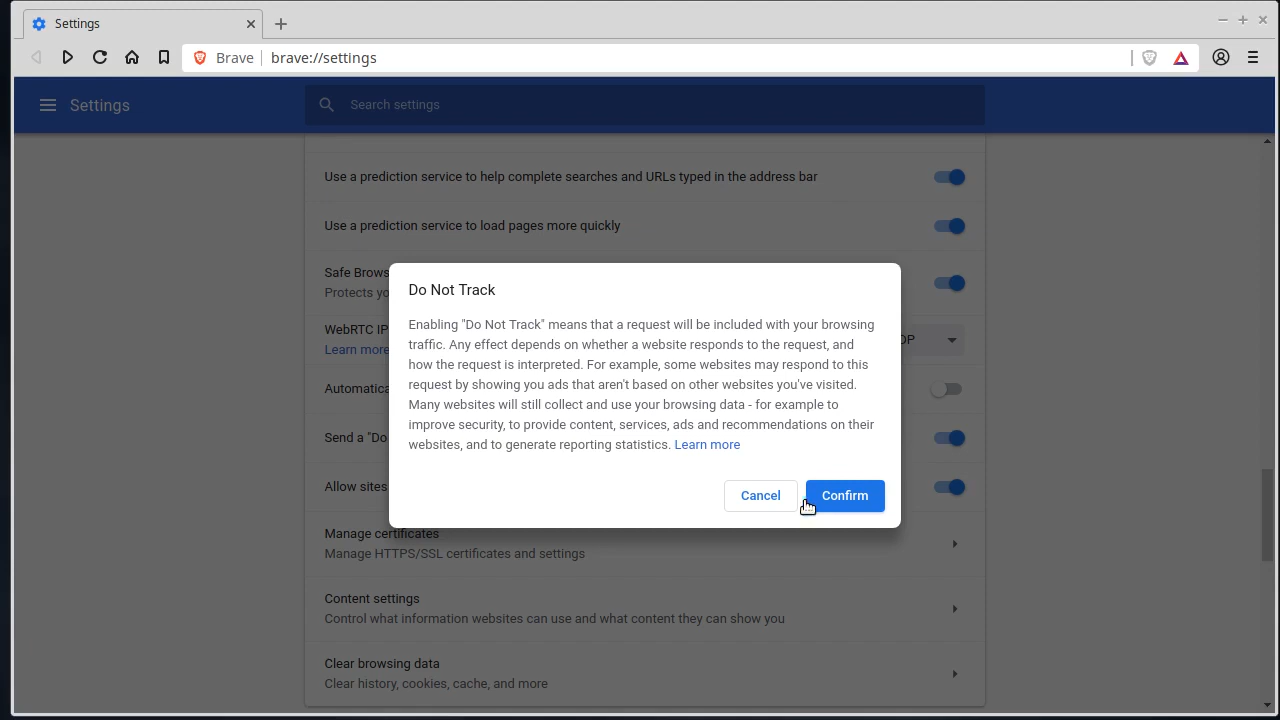 Settings
Brave
brave://settings
Settings
Search settings
Use a prediction service to help complete searches and URLs typed in the address bar
Use a prediction service to load pages more quickly
Safe Brows
Protects yo
WebRTC IP
DP
Learn more
Automatica
Send a "Do
Allow sites
Do Not Track
Enabling "Do Not Track" means that a request will be included with your browsing
traffic. Any effect depends on whether a website responds to the request, and
how the request is interpreted. For example, some websites may respond to this
request by showing you ads that aren't based on other websites you've visited.
Many websites will still collect and use your browsing data - for example to
improve security, to provide content, services, ads and recommendations on their
websites, and to generate reporting statistics. Learn more
Cancel
Confirm
Manage certificates
Manage HTTPS/SSL certificates and settings
Content settings
Control what information websites can use and what content they can show you
Clear browsing data
Clear history, cookies, cache, and more